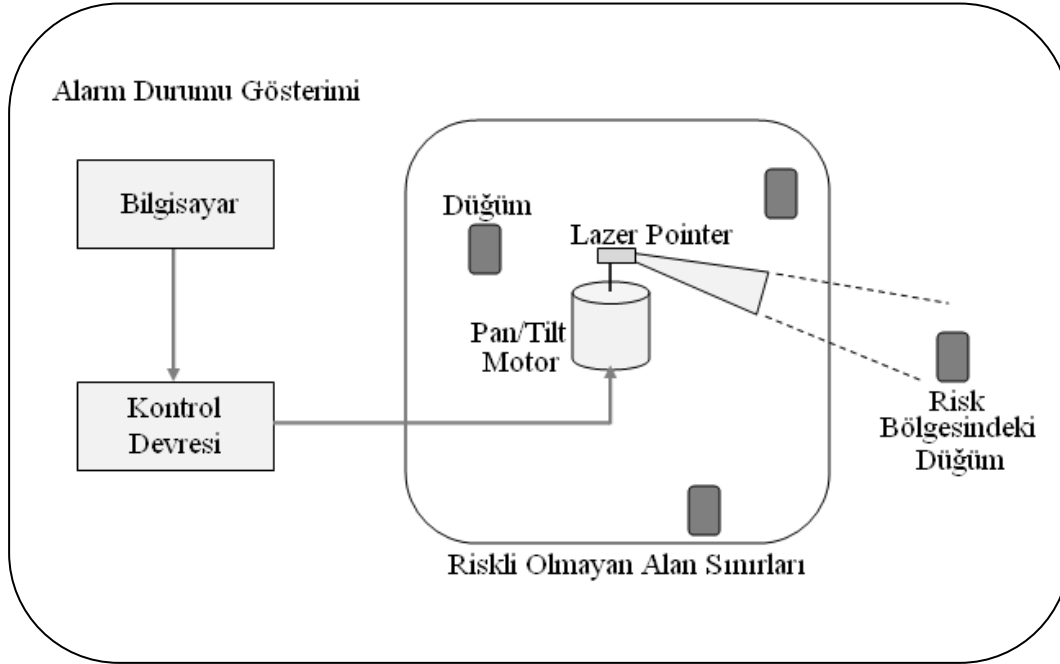 Alarm Durumu Gösterimi
Bilgisayar
Düğüm
Lazer Pointer
Pan/Tilt
Motor
Kontrol
Devresi
Risk
Bölgesindeki
Düğüm
Riskli Olmayan Alan Sınırları